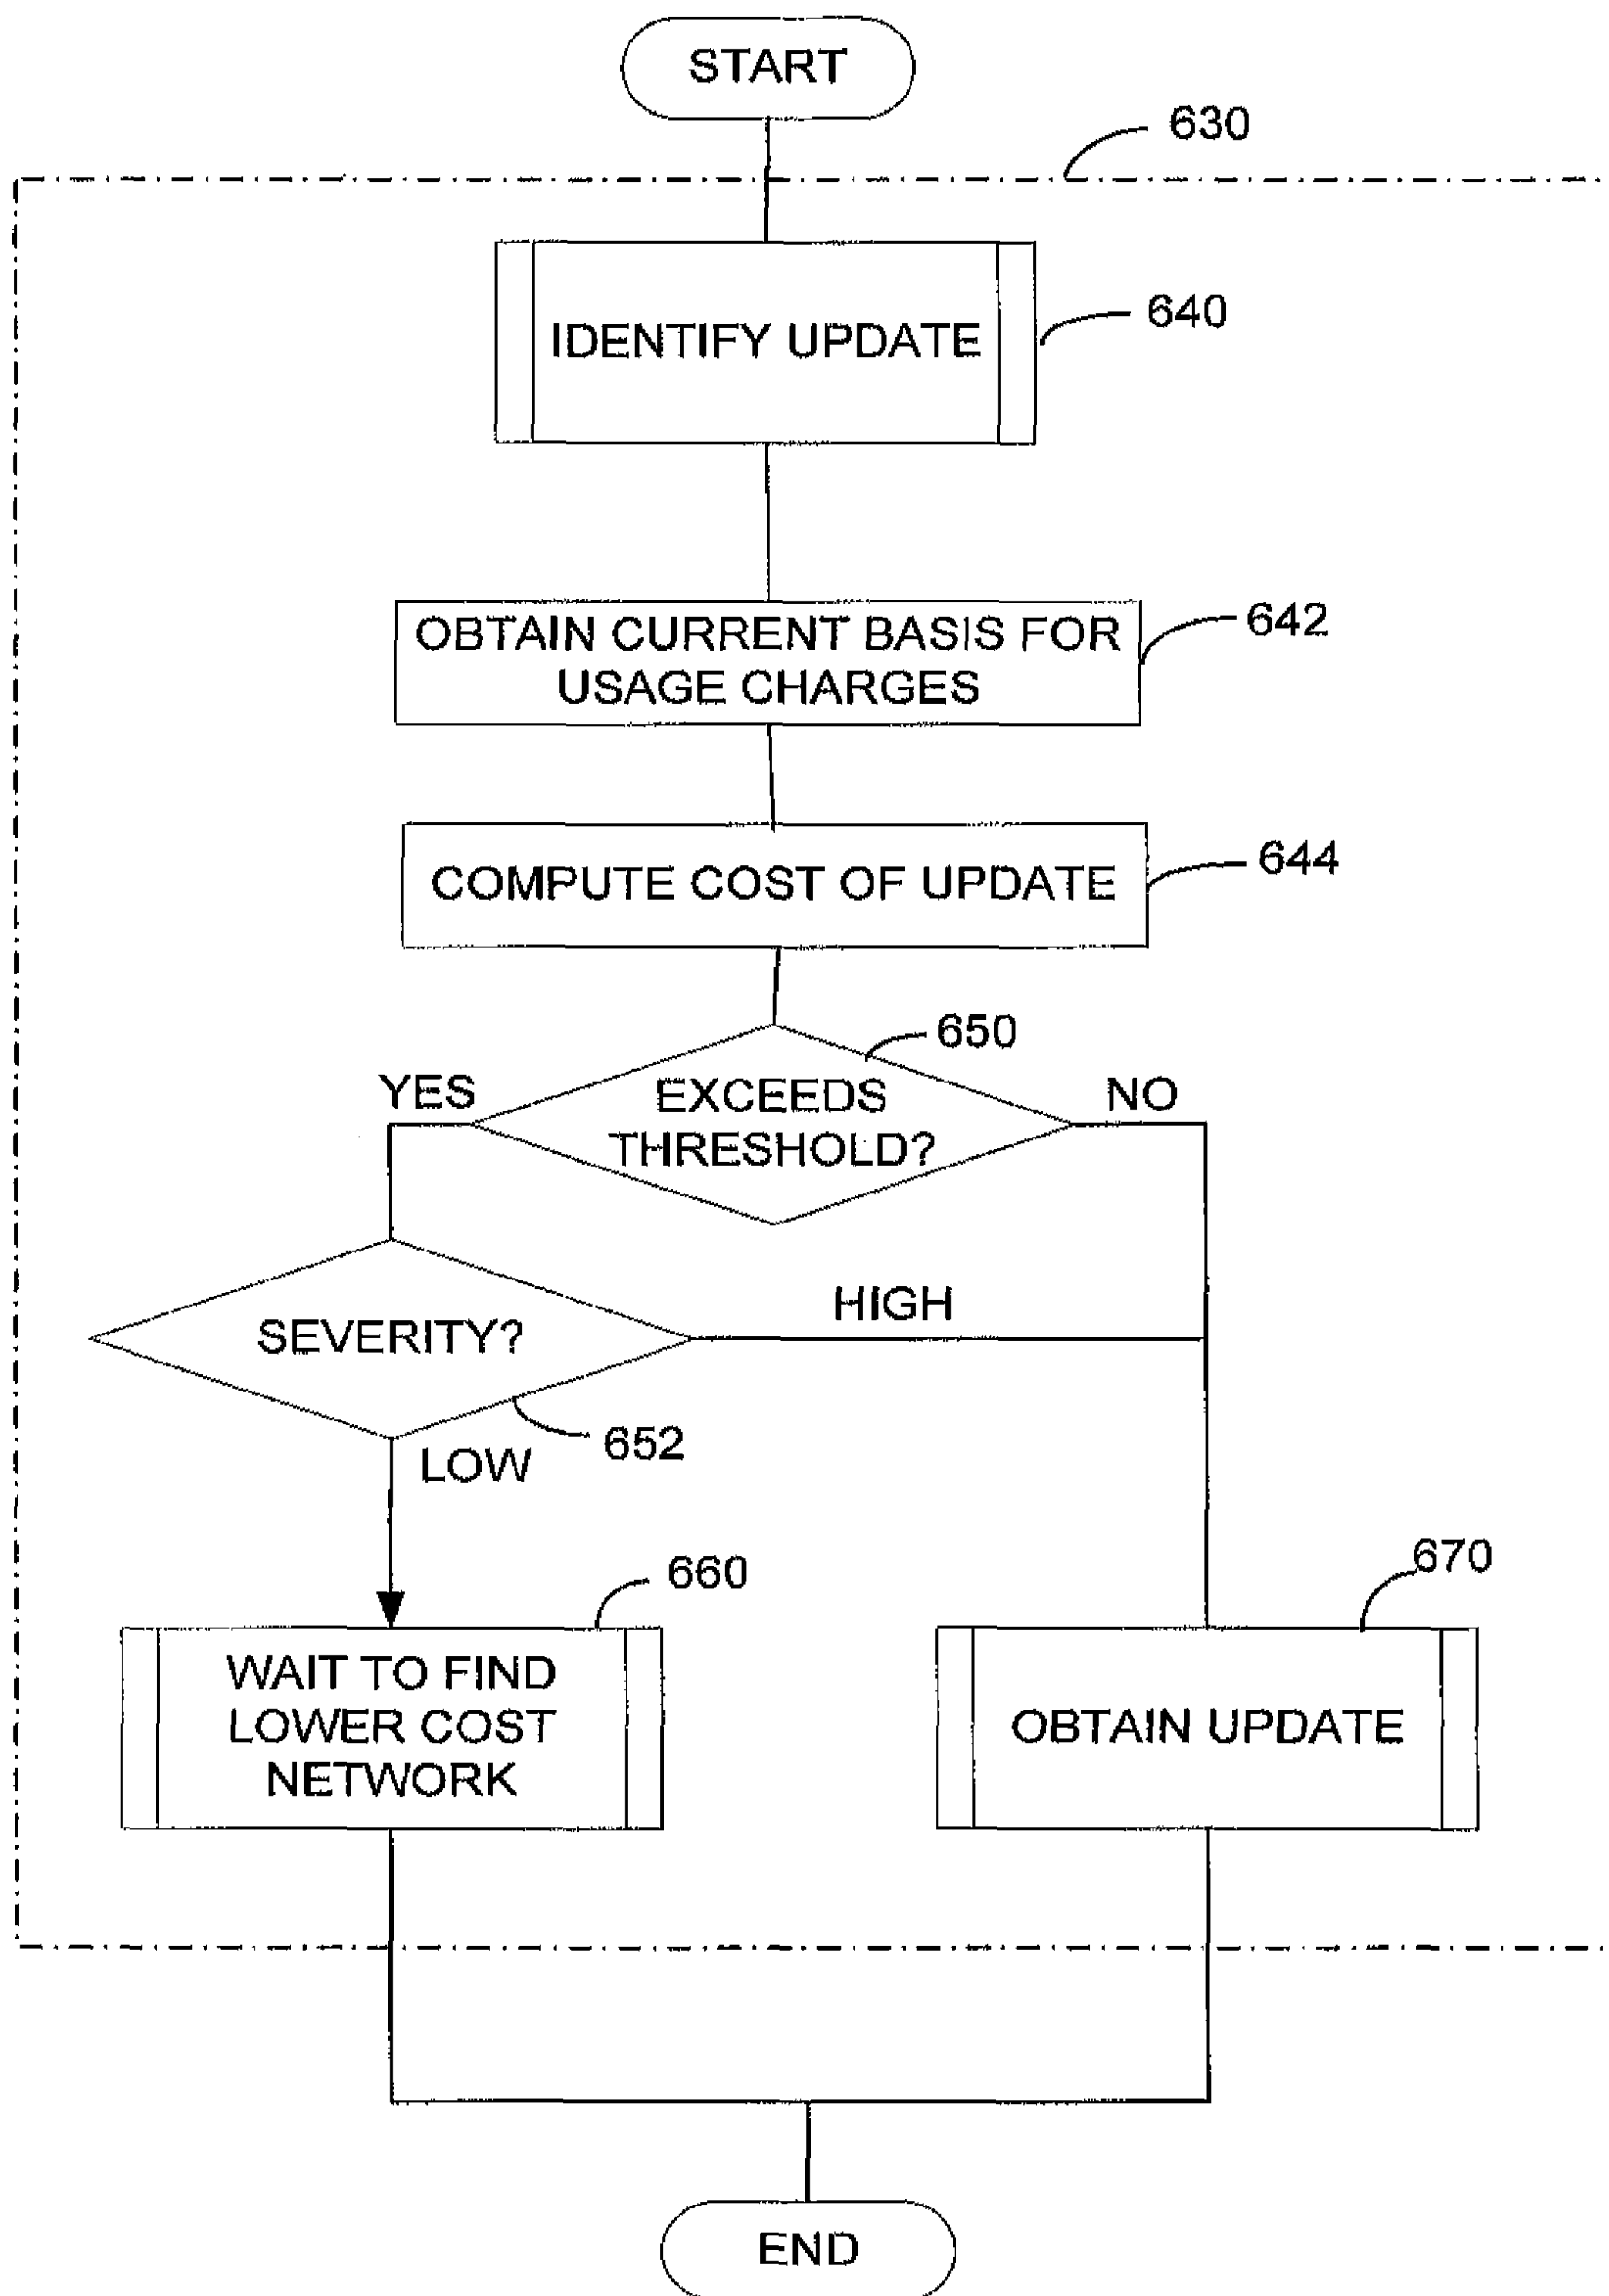 START
630
IDENTIFY UPDATE
640
OBTAIN CURRENT BASIS FOR
USAGE CHARGES
642
COMPUTE COST OF UPDATE
644
650
YES
EXCEEDS
THRESHOLD?
NO
SEVERITY?
HIGH
652
LOW
660
670
WAIT TO FIND
LOWER COST
NETWORK
OBTAIN UPDATE
END